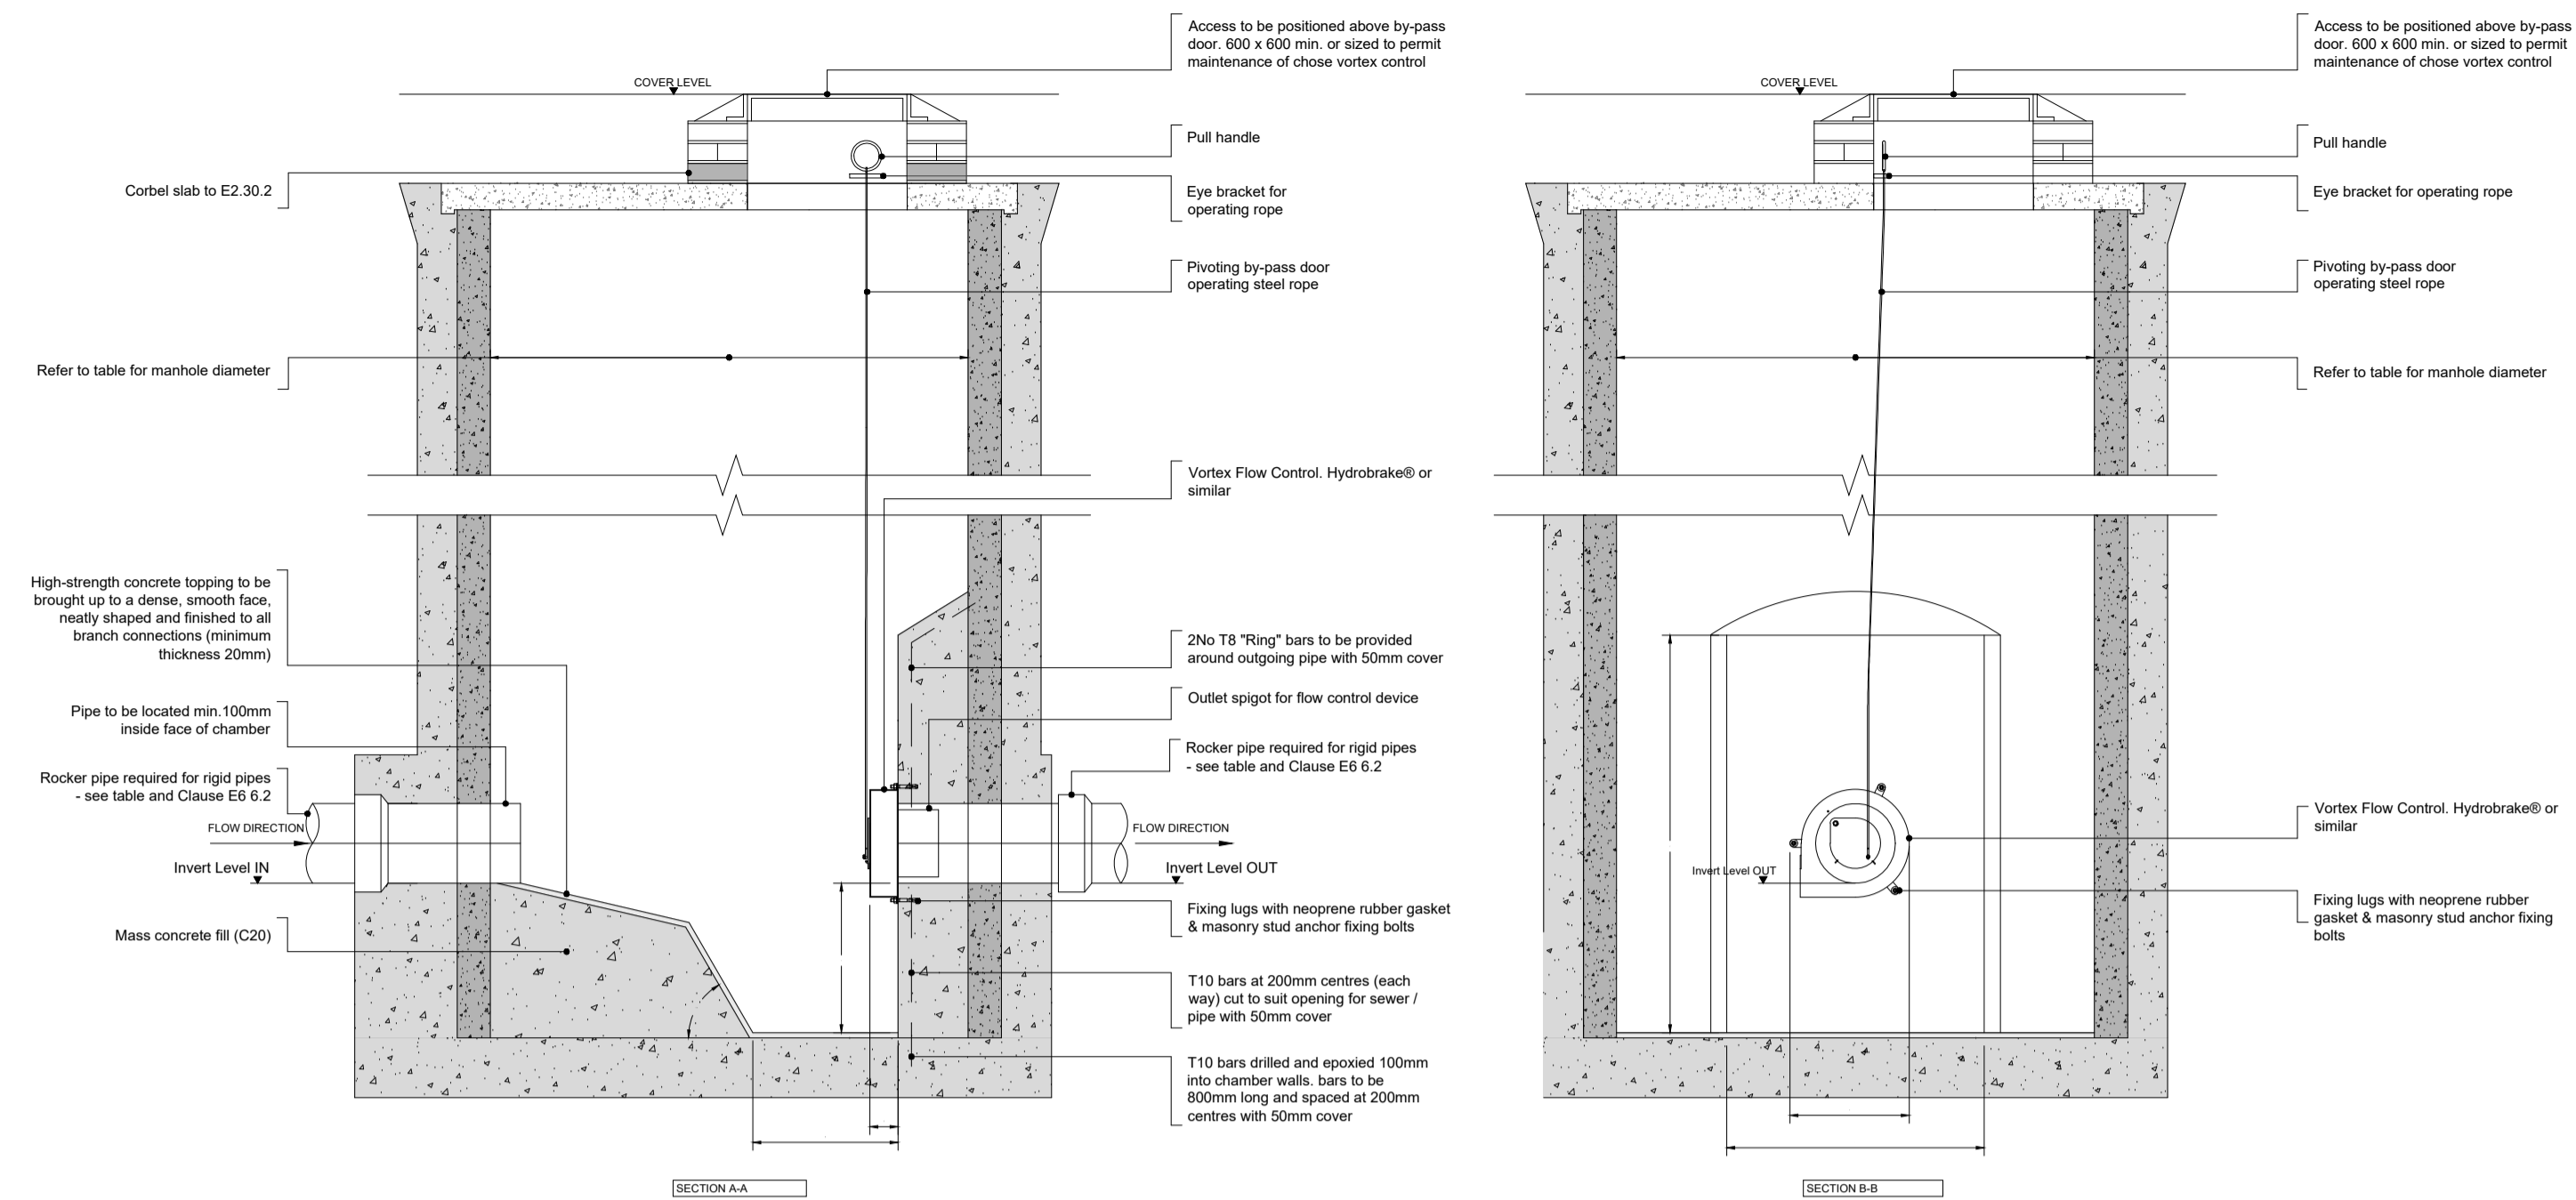 Access to be positioned above by-pass
door. 600 x 600 min. or sized to permit
maintenance of chose vortex control
COVER LEVEL
Pull handle
Corbel slab to E2.30.2
Eye bracket for
operating rope
Pivoting by-pass door
operating steel rope
Refer to table for manhole diameter
Vortex Flow Control. Hydrobrake® or
similar
High-strength concrete topping to be
brought up to a dense, smooth face,
neatly shaped and finished to all
branch connections (minimum
thickness 20mm)
2No T8 "Ring" bars to be provided
around outgoing pipe with 50mm cover
Outlet spigot for flow control device
Pipe to be located min.100mm
inside face of chamber
Rocker pipe required for rigid pipes
- see table and Clause E6 6.2
Rocker pipe required for rigid pipes
- see table and Clause E6 6.2
FLOW DIRECTION
FLOW DIRECTION
Invert Level IN
Invert Level OUT
Mass concrete fill (C20)
Fixing lugs with neoprene rubber gasket
& masonry stud anchor fixing bolts
T10 bars at 200mm centres (each
way) cut to suit opening for sewer /
pipe with 50mm cover
T10 bars drilled and epoxied 100mm
into chamber walls. bars to be
800mm long and spaced at 200mm
centres with 50mm cover
SECTION A-A
Access to be positioned above by-pass
door. 600 x 600 min. or sized to permit
maintenance of chose vortex control
COVER LEVEL
Pull handle
Eye bracket for operating rope
Pivoting by-pass door
operating steel rope
Refer to table for manhole diameter
Vortex Flow Control. Hydrobrake® or
similar
Invert Level OUT
Fixing lugs with neoprene rubber
gasket & masonry stud anchor fixing
bolts
SECTION B-B